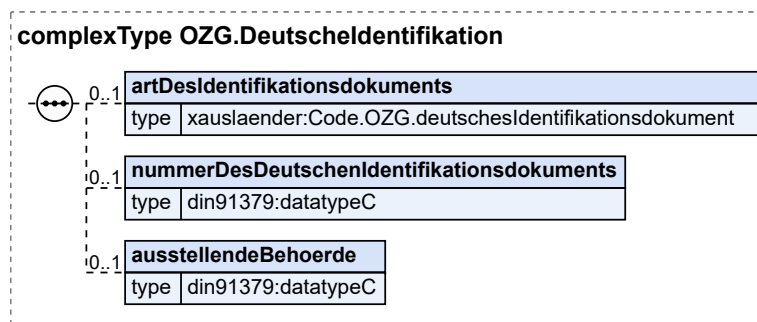 complexType OZG.DeutscheIdentifikation
0..1 artDesIdentifikationsdokuments
type xauslaender:Code.OZG.deutschesIdentifikationsdokument
0..1 nummerDesDeutschenIdentifikationsdokuments
type din91379:datatypeC
0..1 ausstellendeBehoerde
type din91379:datatypeC